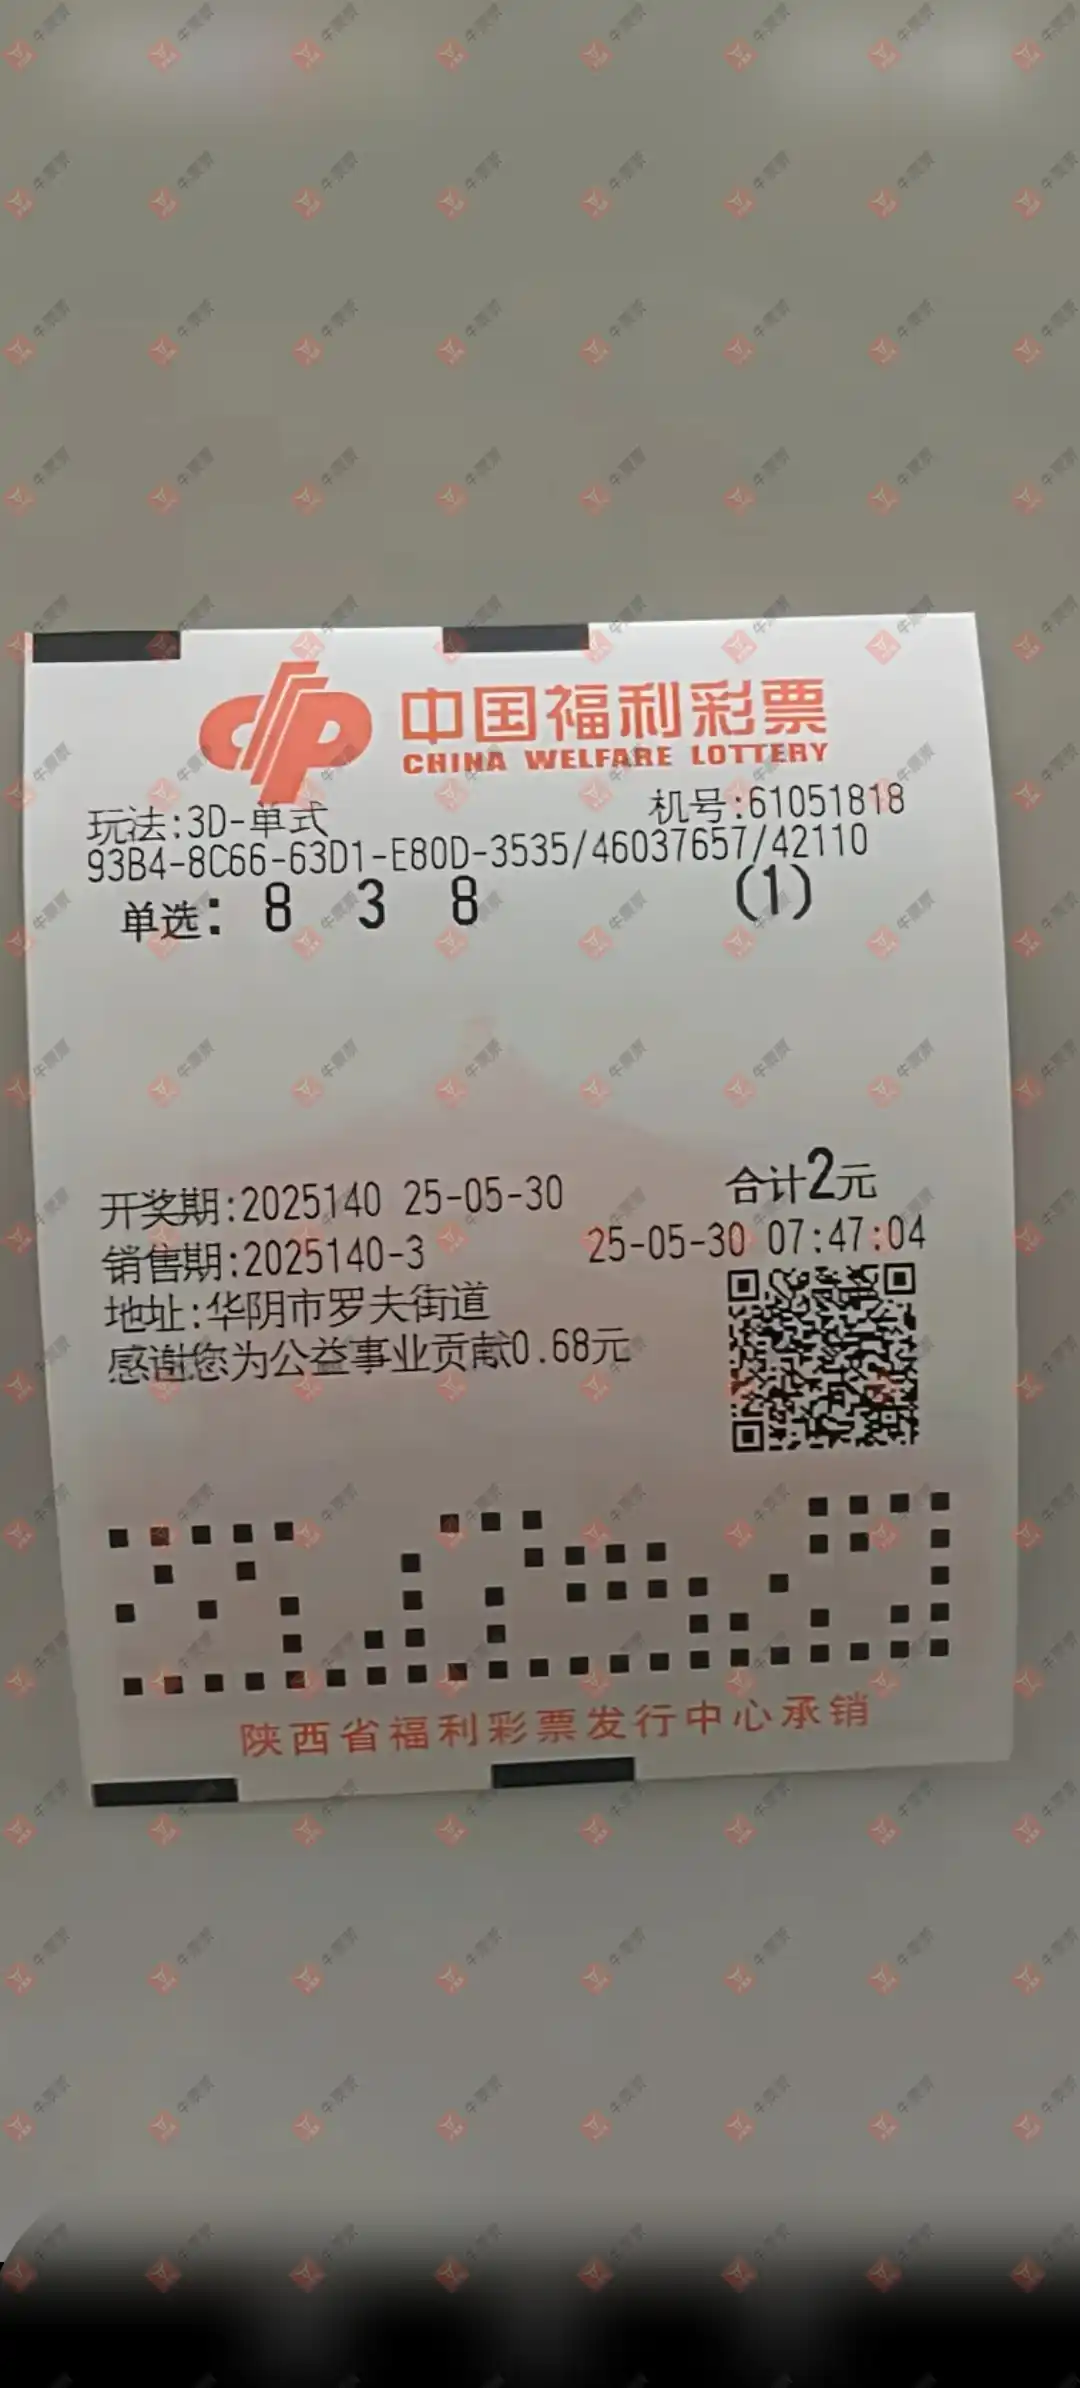 中国福利彩票
CHINA WELFARE LOTTERY
玩法:3D-单式 机号:61051818
93B4-8C66-63D1-E80D-3535/46037657/42110
单选: 8 3 8 (1)
开奖期:2025140 25-05-30 合计2元
销售期:2025140-3 25-05-30 07:47:04
地址:华阴市罗夫街道
感谢您为公益事业贡献0.68元
陕西省福利彩票发行中心承销